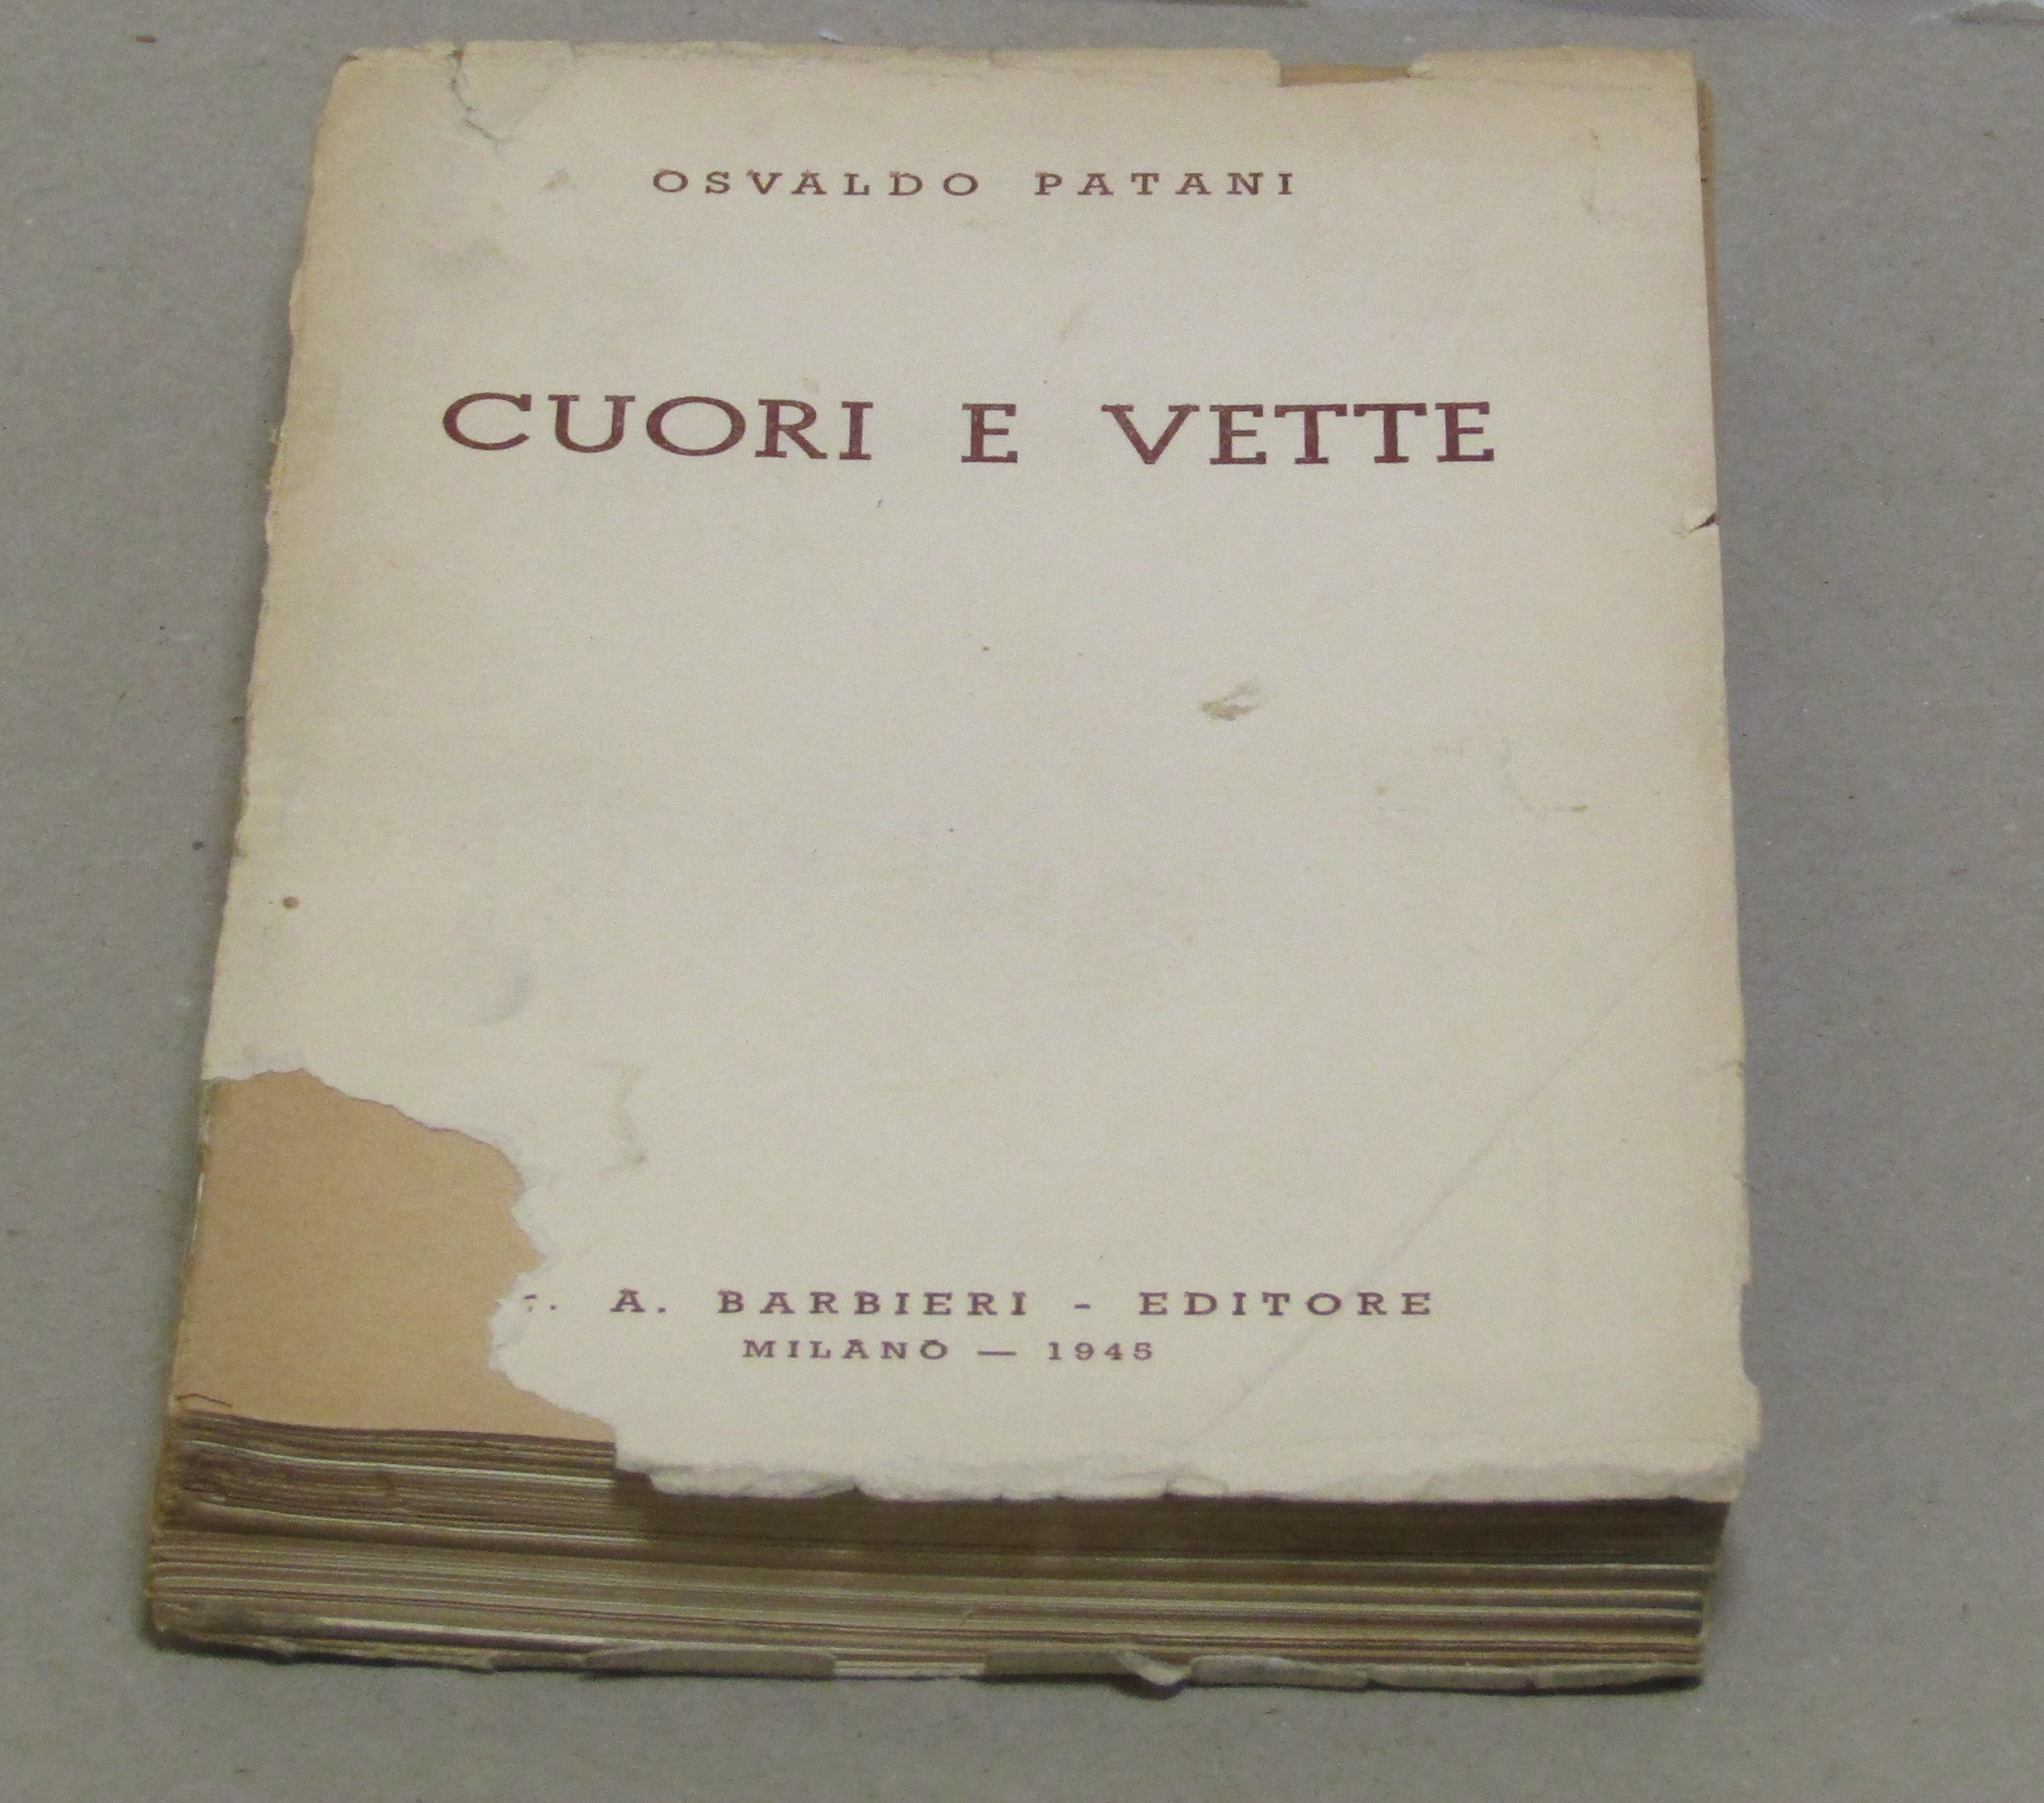 OSVALDO PATANI
CUORI E VETTE
A. BARBIERI - EDITORE
MILANO — 1945